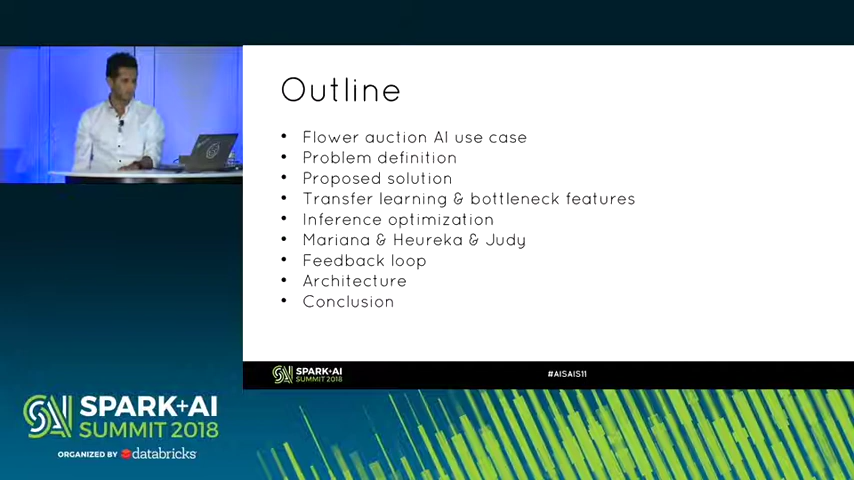 Outline
• Flower auction AI use case
• Problem definition
• Proposed solution
• Transfer learning & bottleneck features
• Inference optimization
• Mariana & Heureka & Judy
• Feedback loop
• Architecture
• Conclusion
SPARK+AI
SUMMIT 2018
#AISAIS11
SPARK+AI
SUMMIT 2018
ORGANIZED BY databricks